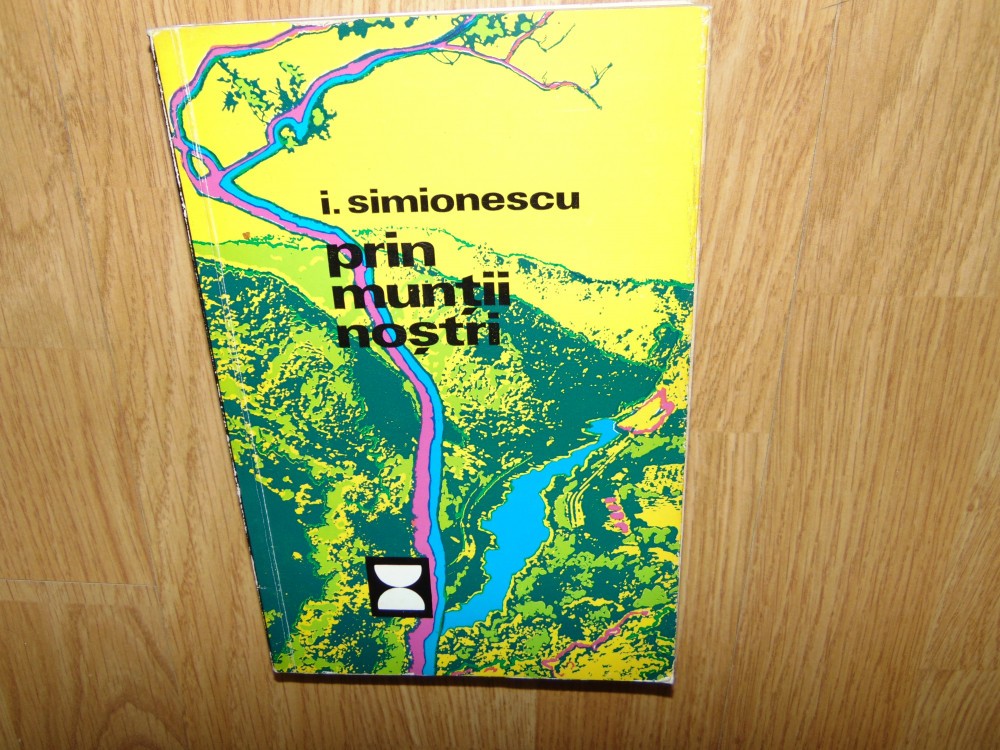 i. simionescu
prin
munții
noștri